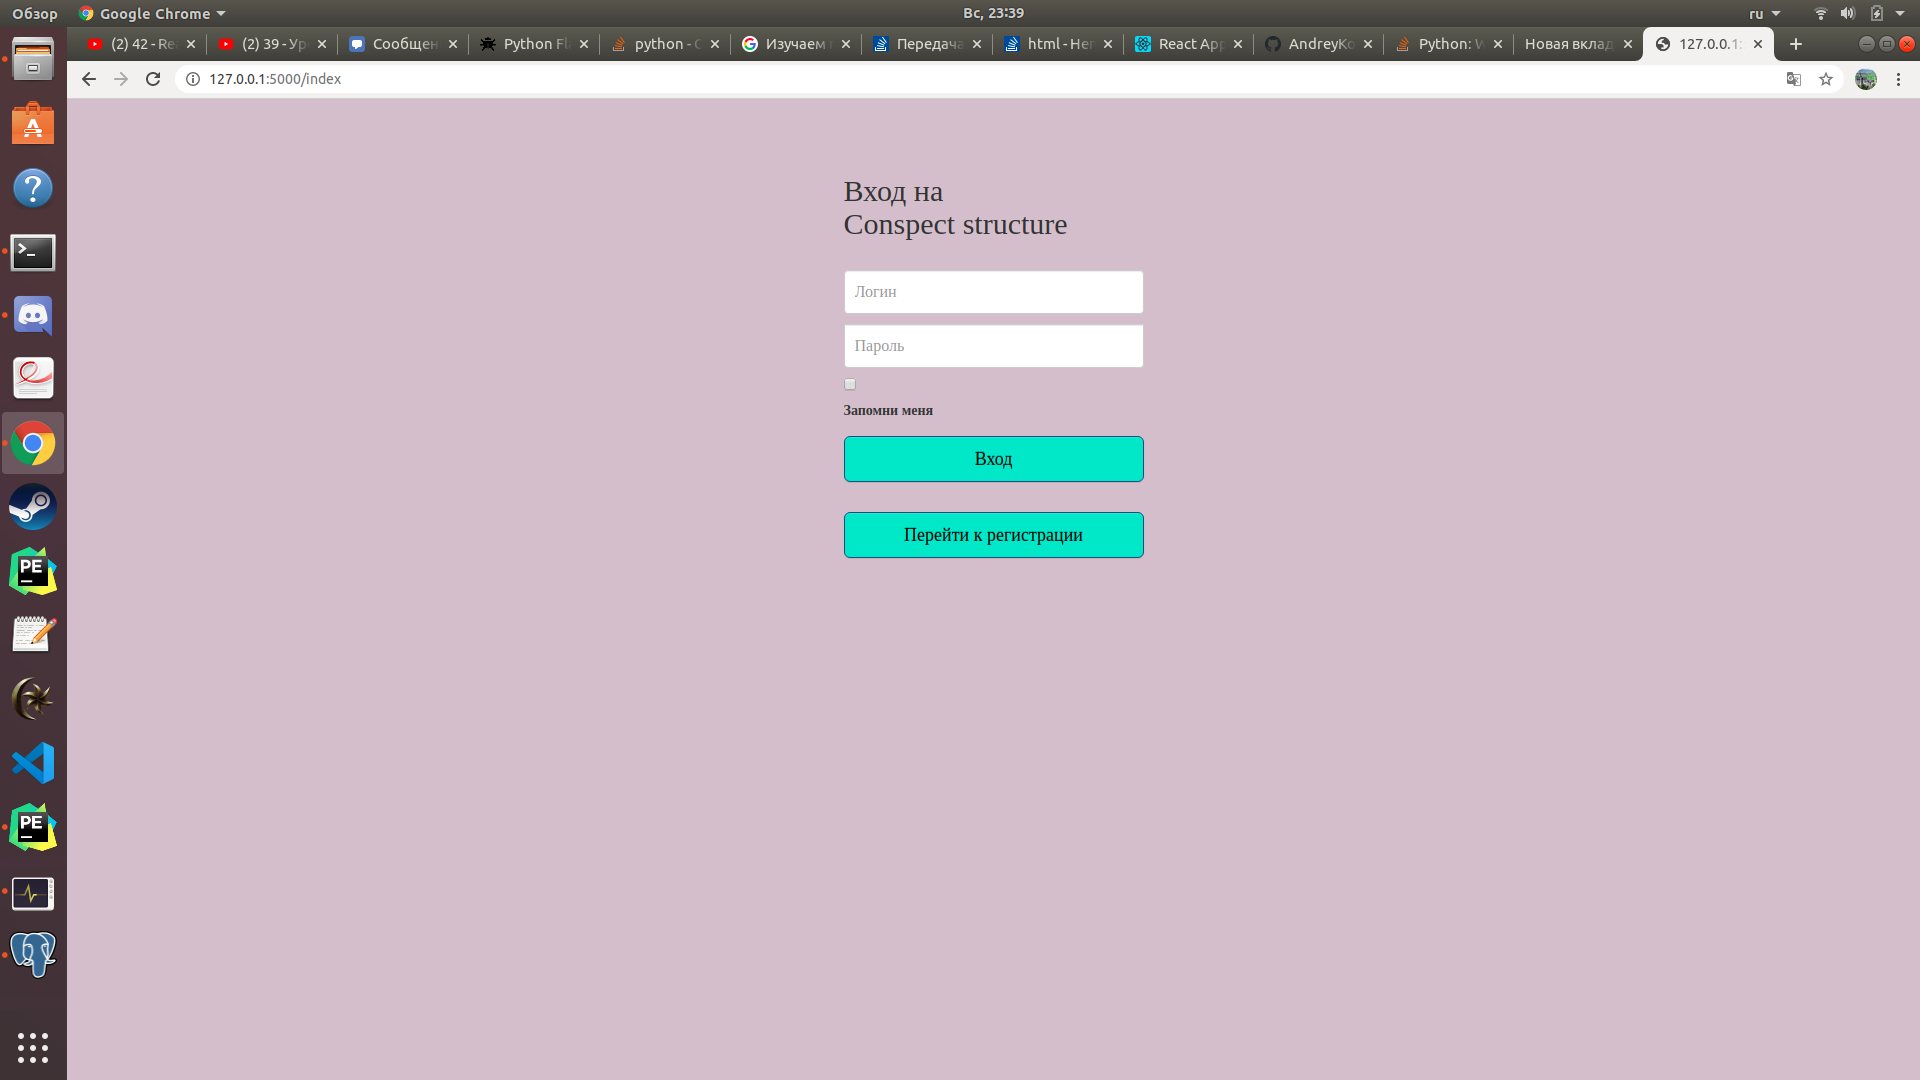 Обзор Google Chrome Вс, 23:39 ru
(2) 42 - Re (2) 39 - Ур Сообщен Python Fl python - Изучаем Передача html - Не React App AndreyKo Python: Новая вклад 127.0.0.1:
127.0.0.1:5000/index
Вход на
Conspect structure
Логин
Пароль
Запомни меня
Вход
Перейти к регистрации
PE
PE